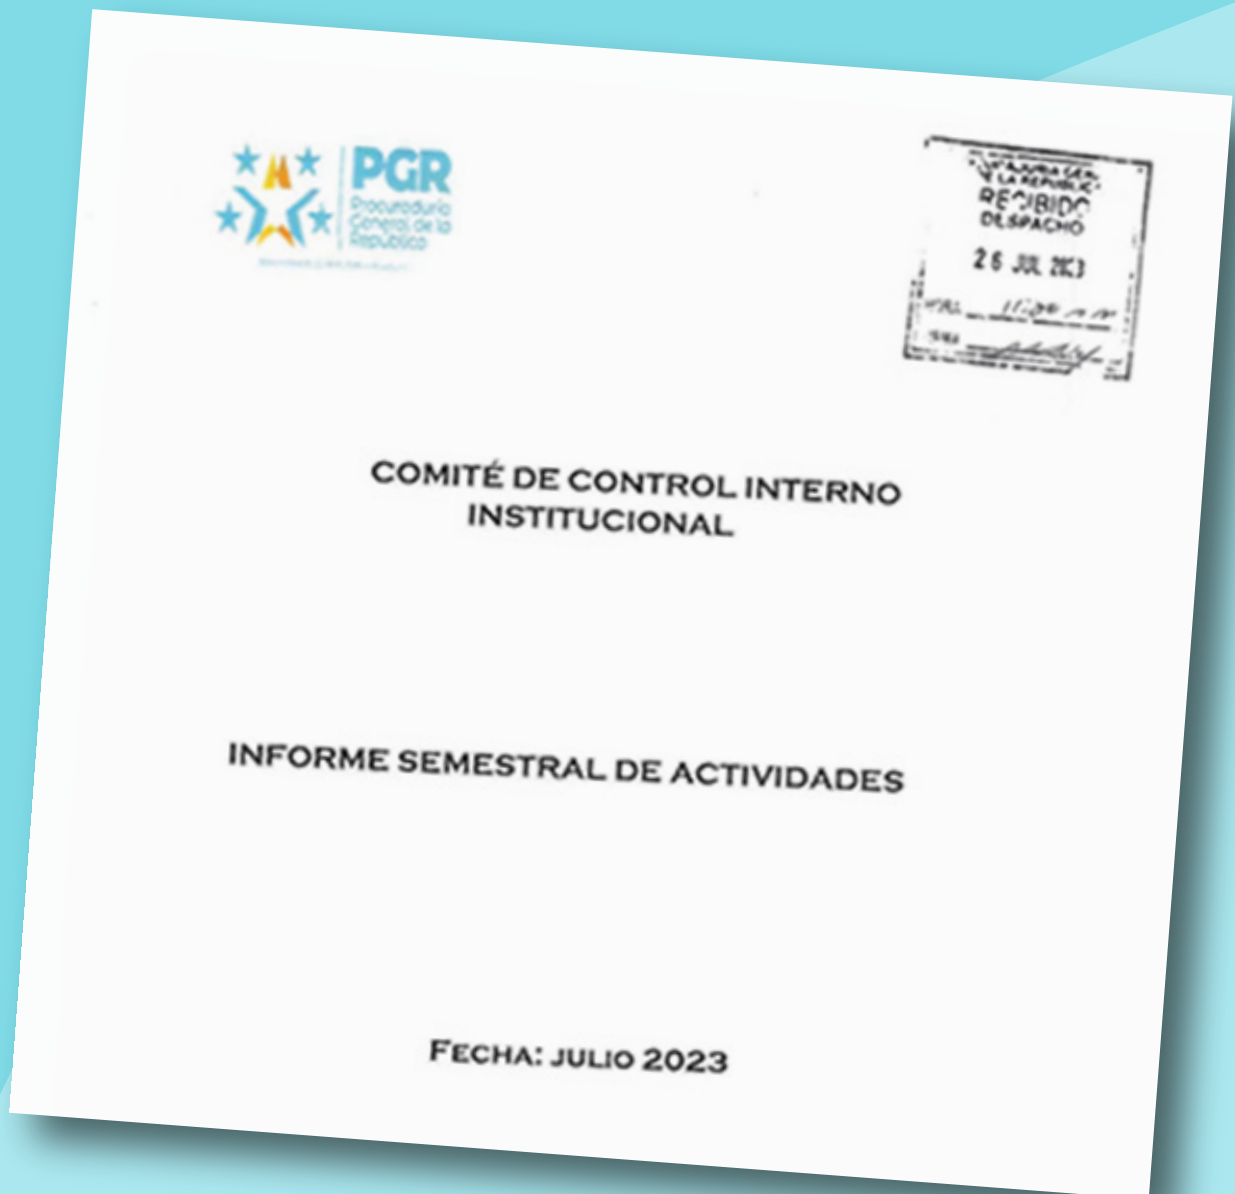 PGR
Procuraduría
General de la
República
RECIBIDO
DESPACHO
26 JUL 2023
COMITÉ DE CONTROL INTERNO
INSTITUCIONAL
INFORME SEMESTRAL DE ACTIVIDADES
FECHA: JULIO 2023